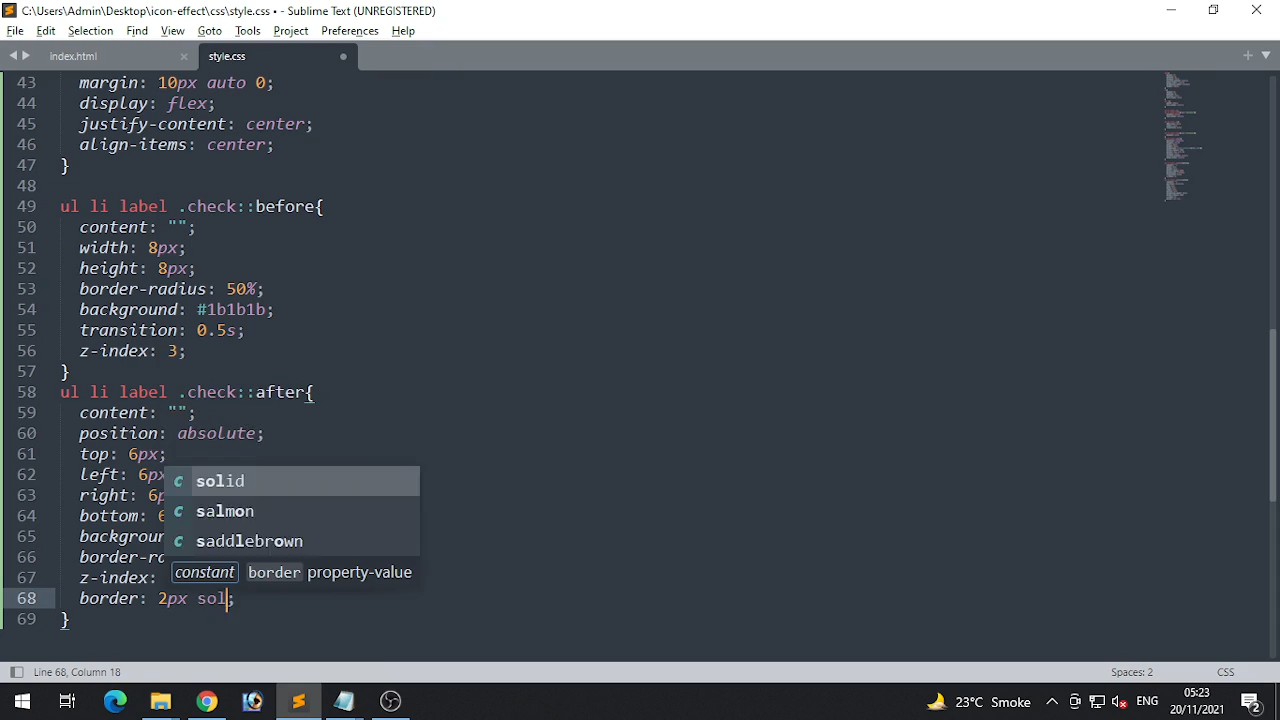 C:\Users\Admin\Desktop\icon-effect\css\style.css • - Sublime Text (UNREGISTERED)
File Edit Selection Find View Goto Tools Project Preferences Help
index.html style.css
43 margin: 10px auto 0;
44 display: flex;
45 justify-content: center;
46 align-items: center;
47 }
48
49 ul li label .check::before{
50 content: "";
51 width: 8px;
52 height: 8px;
53 border-radius: 50%;
54 background: #1b1b1b;
55 transition: 0.5s;
56 z-index: 3;
57 }
58 ul li label .check::after{
59 content: "";
60 position: absolute;
61 top: 6px;
62 left: 6px
63 right: 6p
64 bottom: 6
65 backgroun
66 border-ra
67 z-index:
68 border: 2px sol;
69 }
solid
salmon
saddlebrown
constant border property-value
Line 68, Column 18 Spaces: 2 CSS
23°C Smoke ENG 05:23
20/11/2021 2